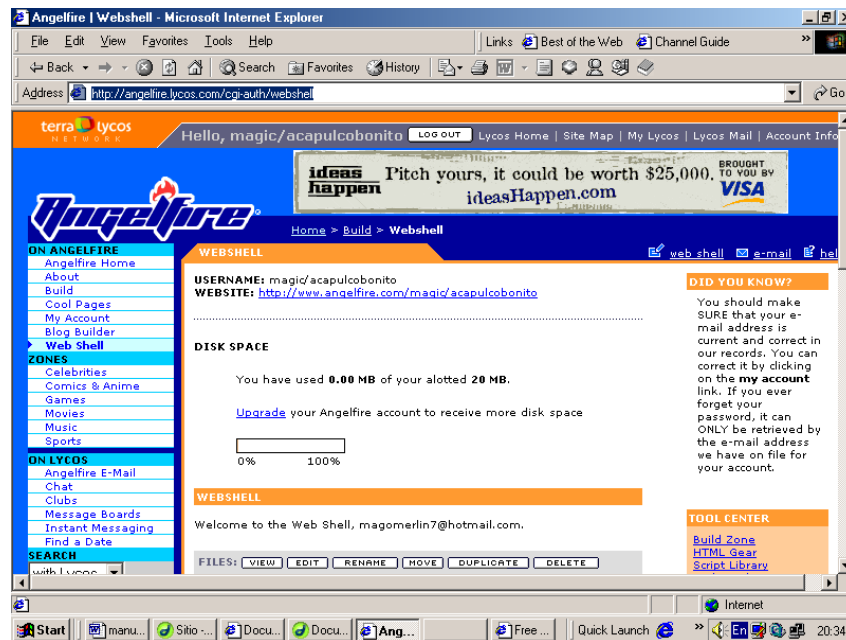 Angelfire | Webshell - Microsoft Internet Explorer
File Edit View Favorites Tools Help
Links Best of the Web Channel Guide »
Back Search Favorites History
Address http://angelfire.lycos.com/cgi-auth/webshell Go
terra lycos
NETWORK
Hello, magic/acapulcobonito LOG OUT Lycos Home | Site Map | My Lycos | Lycos Mail | Account Info
ideas happen
Pitch yours, it could be worth $25,000.
ideasHappen.com
BROUGHT TO YOU BY
VISA
Angelfire
Home > Build > Webshell
ON ANGELFIRE
Angelfire Home
About
Build
Cool Pages
My Account
Blog Builder
Web Shell
ZONES
Celebrities
Comics & Anime
Games
Movies
Music
Sports
ON LYCOS
Angelfire E-Mail
Chat
Clubs
Message Boards
Instant Messaging
Find a Date
SEARCH
with Lycos
WEBSHELL
web shell e-mail hel
USERNAME: magic/acapulcobonito
WEBSITE: http://www.angelfire.com/magic/acapulcobonito
DISK SPACE
You have used 0.00 MB of your alotted 20 MB.
Upgrade your Angelfire account to receive more disk space
0% 100%
WEBSHELL
Welcome to the Web Shell, magomerlin7@hotmail.com.
FILES: VIEW EDIT RENAME MOVE DUPLICATE DELETE
DID YOU KNOW?
You should make
SURE that your e-
mail address is
current and correct in
our records. You can
correct it by clicking
on the my account
link. If you ever
forget your
password, it can
ONLY be retrieved by
the e-mail address
we have on file for
your account.
TOOL CENTER
Build Zone
HTML Gear
Script Library
Internet
Start manu... Sitio -... Docu... Docu... Ang... Free ... Quick Launch » En 20:34